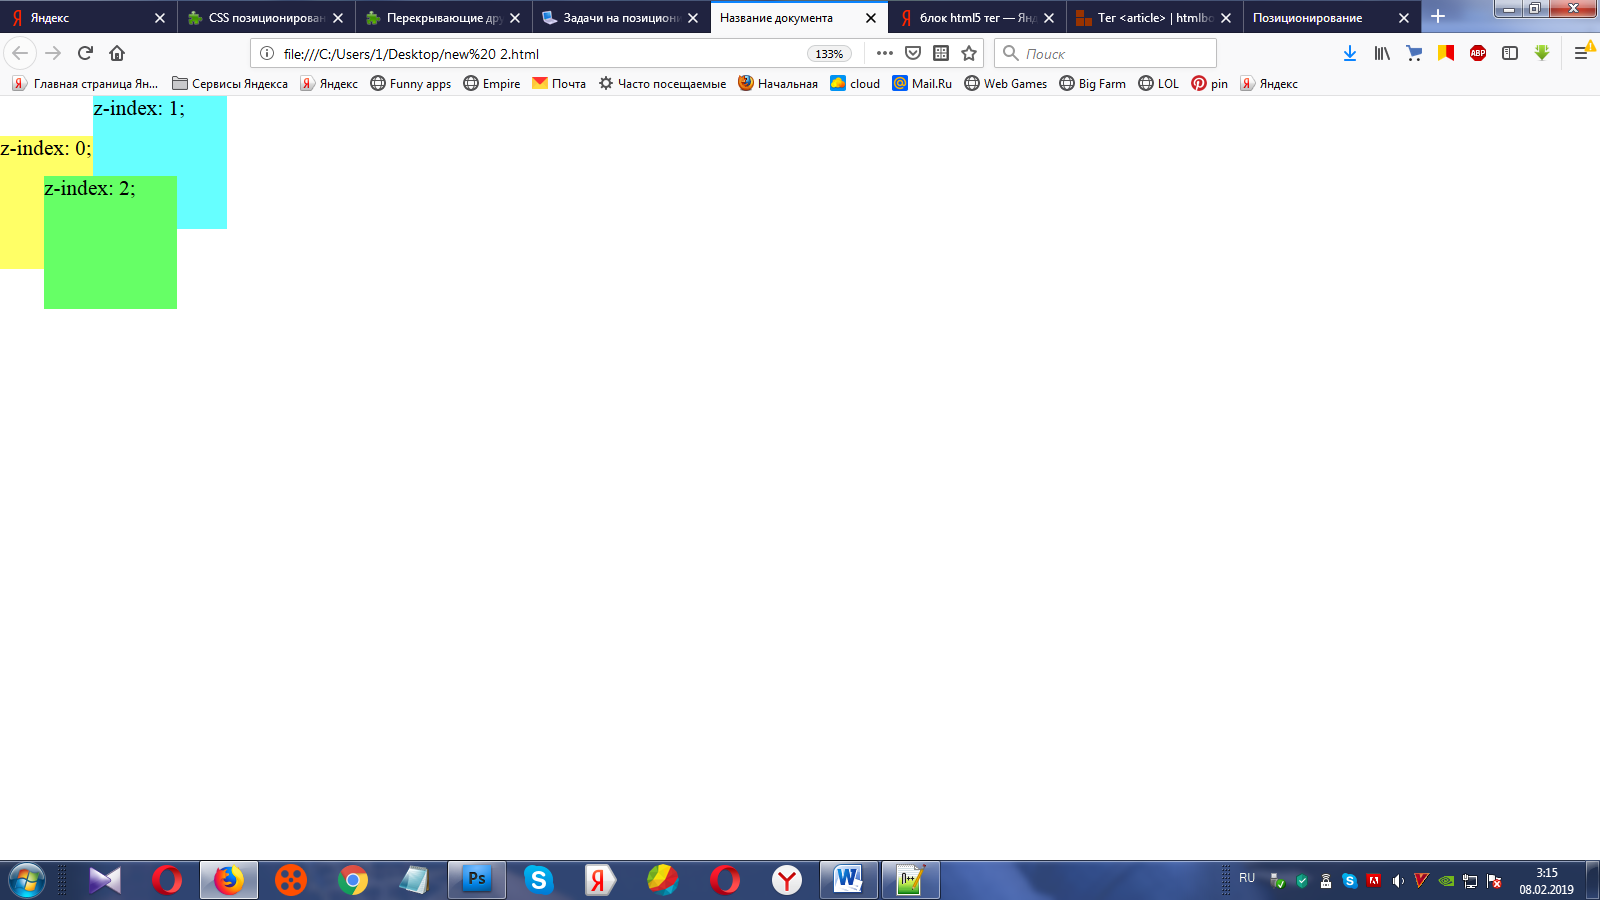 Яндекс
CSS позиционирован
Перекрывающие дру
Задачи на позициони
Название документа
блок html5 тег — Янд
Тег <article> | htmlbo
Позиционирование
file:///C:/Users/1/Desktop/new%20 2.html
133%
Поиск
ABP
Главная страница Ян...
Сервисы Яндекса
Яндекс
Funny apps
Empire
Почта
Часто посещаемые
Начальная
cloud
Mail.Ru
Web Games
Big Farm
LOL
pin
Яндекс
z-index: 1;
z-index: 0;
z-index: 2;
RU
3:15
08.02.2019